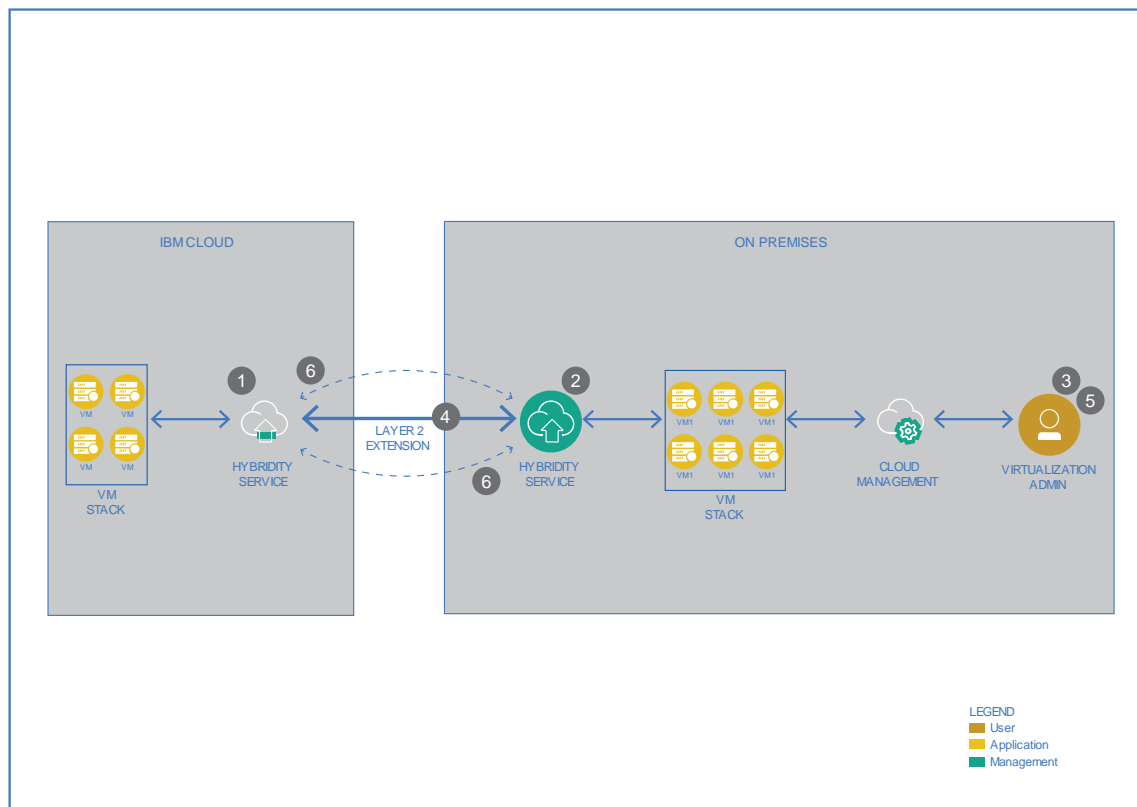 IBM CLOUD
ON PREMISES
1
6
2
3
5
4
6
VM
VM
VM
VM
VM
STACK
HYBRIDITY
SERVICE
LAYER 2
EXTENSION
HYBRIDITY
SERVICE
VM1
VM1
VM1
VM1
VM1
VM1
VM
STACK
CLOUD
MANAGEMENT
VIRTUALIZATION
ADMIN
LEGEND
User
Application
Management